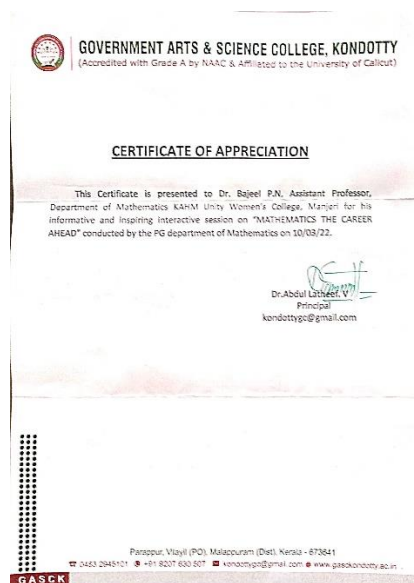 GOVERNMENT ARTS & SCIENCE COLLEGE, KONDOTTY
(Accredited with Grade A by NAAC & Affiliated to the University of Calicut)
CERTIFICATE OF APPRECIATION
This Certificate is presented to Dr. Bajeel P.N, Assistant Professor,
Department of Mathematics KAHM Unity Women's College, Manjeri for his
informative and inspiring interactive session on "MATHEMATICS THE CAREER
AHEAD" conducted by the PG department of Mathematics on 10/03/22.
Dr.Abdul Latheef. V
Principal
kondottygc@gmail.com
Parappur, Vilayil (PO), Malappuram (Dist), Kerala - 673641
0483 2945101 +91 9207 630 507 kondottygc@gmail.com www.gasckondotty.ac.in
GASCK